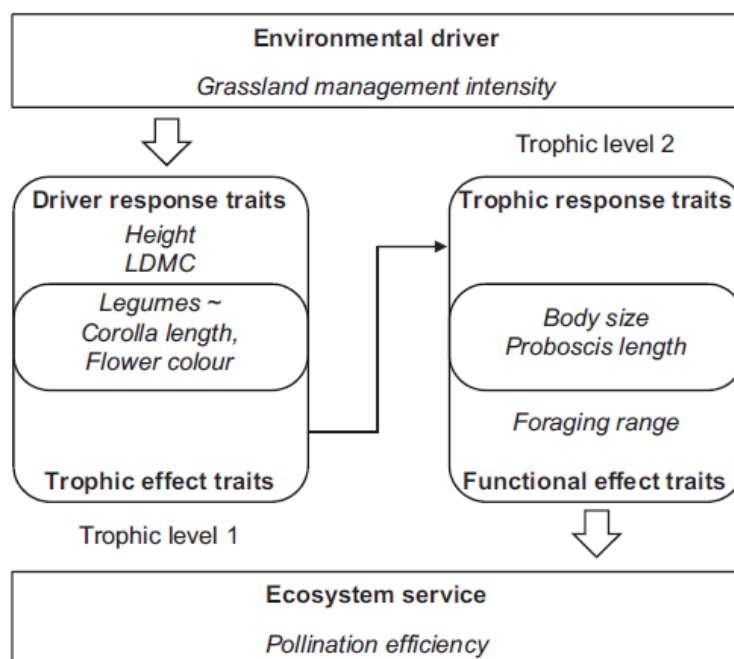 Environmental driver
Grassland management intensity
Trophic level 2
Driver response traits
Height
LDMC
Legumes ~
Corolla length,
Flower colour
Trophic effect traits
Trophic level 1
Trophic response traits
Body size
Proboscis length
Foraging range
Functional effect traits
Ecosystem service
Pollination efficiency